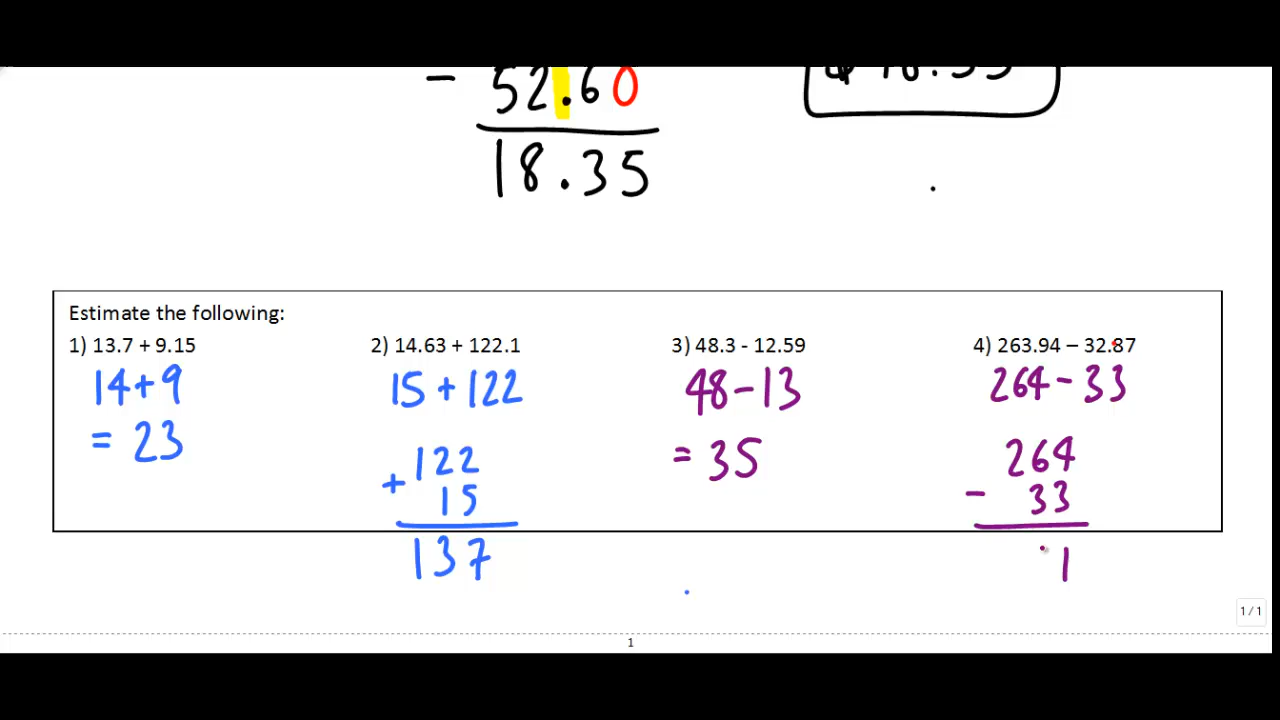 - 52.60
18.35
Estimate the following:
1) 13.7 + 9.15
14+9
= 23
2) 14.63 + 122.1
15 + 122
122
+ 15
137
3) 48.3 - 12.59
48-13
= 35
4) 263.94 – 32.87
264-33
264
- 33
1
1 / 1
1